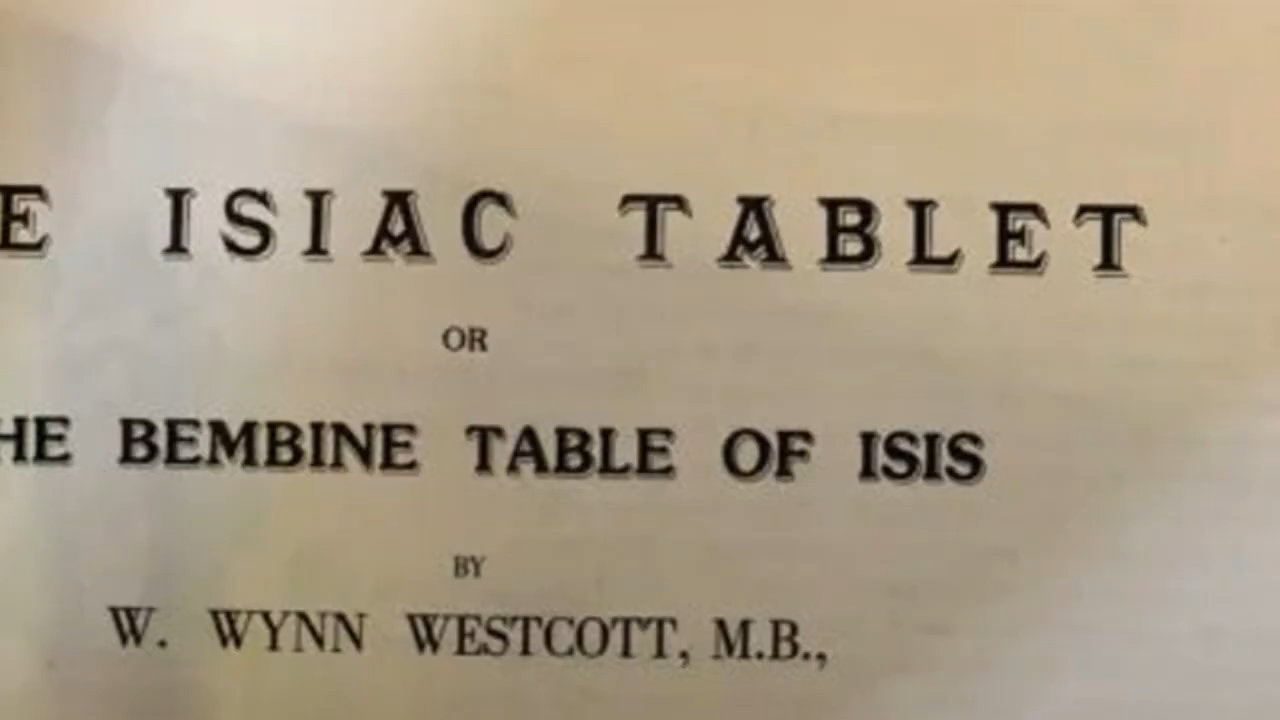 E ISIAC TABLET
OR
HE BEMBINE TABLE OF ISIS
BY
W. WYNN WESTCOTT, M.B.,